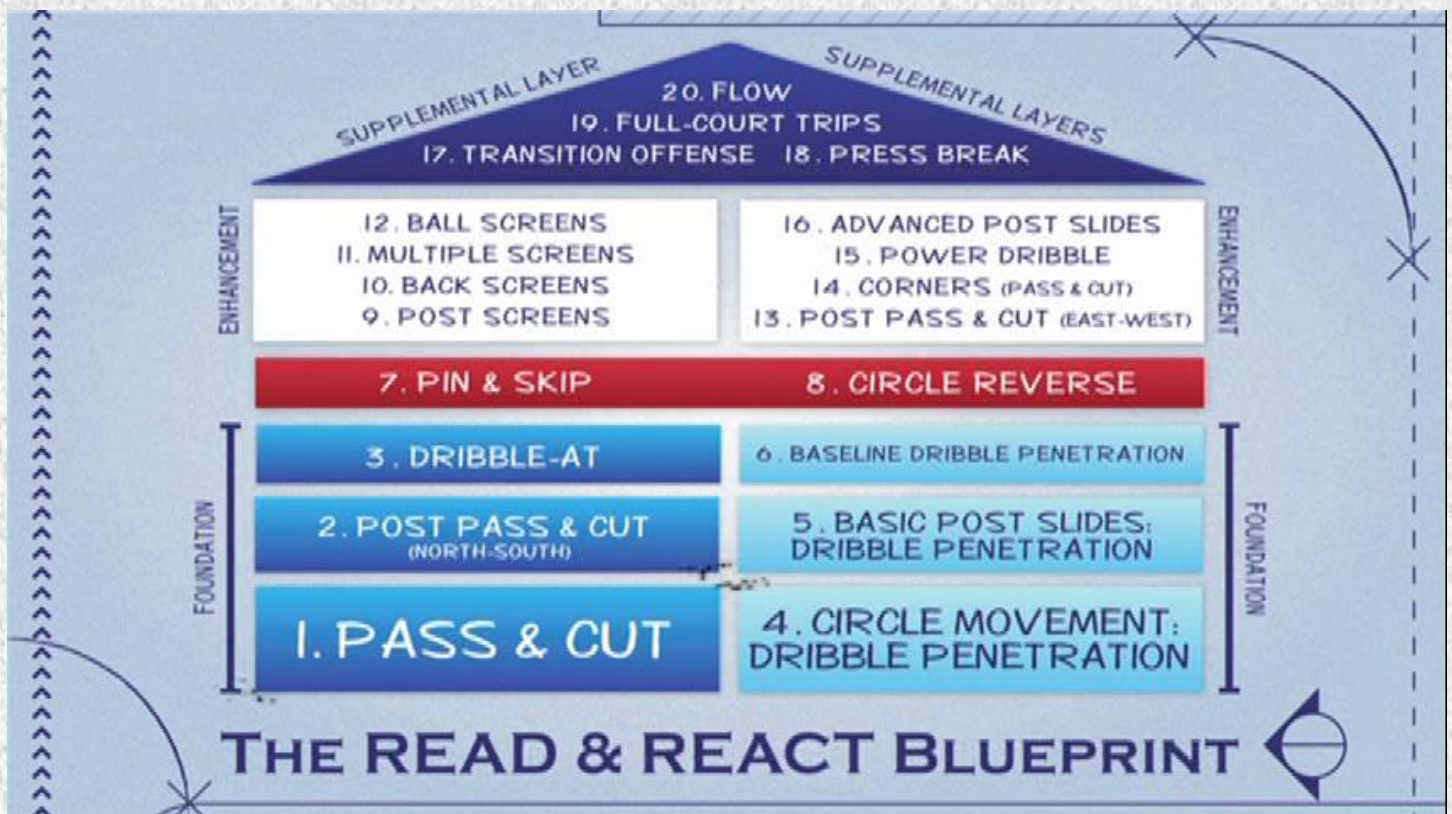 SUPPLEMENTAL LAYER
SUPPLEMENTAL LAYERS
20. FLOW
19. FULL-COURT TRIPS
17. TRANSITION OFFENSE 18. PRESS BREAK
ENHANCEMENT
12. BALL SCREENS
11. MULTIPLE SCREENS
10. BACK SCREENS
9. POST SCREENS
16. ADVANCED POST SLIDES
15. POWER DRIBBLE
14. CORNERS (PASS & CUT)
13. POST PASS & CUT (EAST-WEST)
ENHANCEMENT
7. PIN & SKIP
8. CIRCLE REVERSE
FOUNDATION
3. DRIBBLE-AT
2. POST PASS & CUT
(NORTH-SOUTH)
1. PASS & CUT
6. BASELINE DRIBBLE PENETRATION
5. BASIC POST SLIDES:
DRIBBLE PENETRATION
4. CIRCLE MOVEMENT:
DRIBBLE PENETRATION
FOUNDATION
THE READ & REACT BLUEPRINT